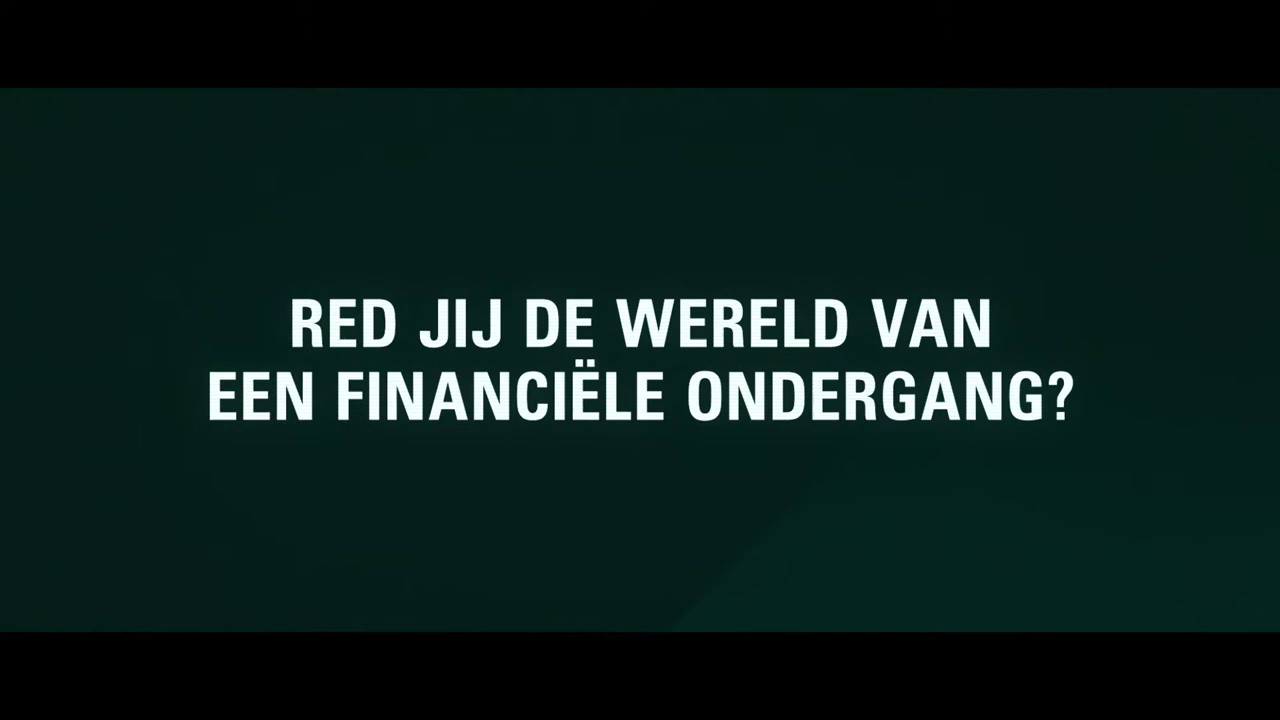 RED JIJ DE WERELD VAN
EEN FINANCIËLE ONDERGANG?